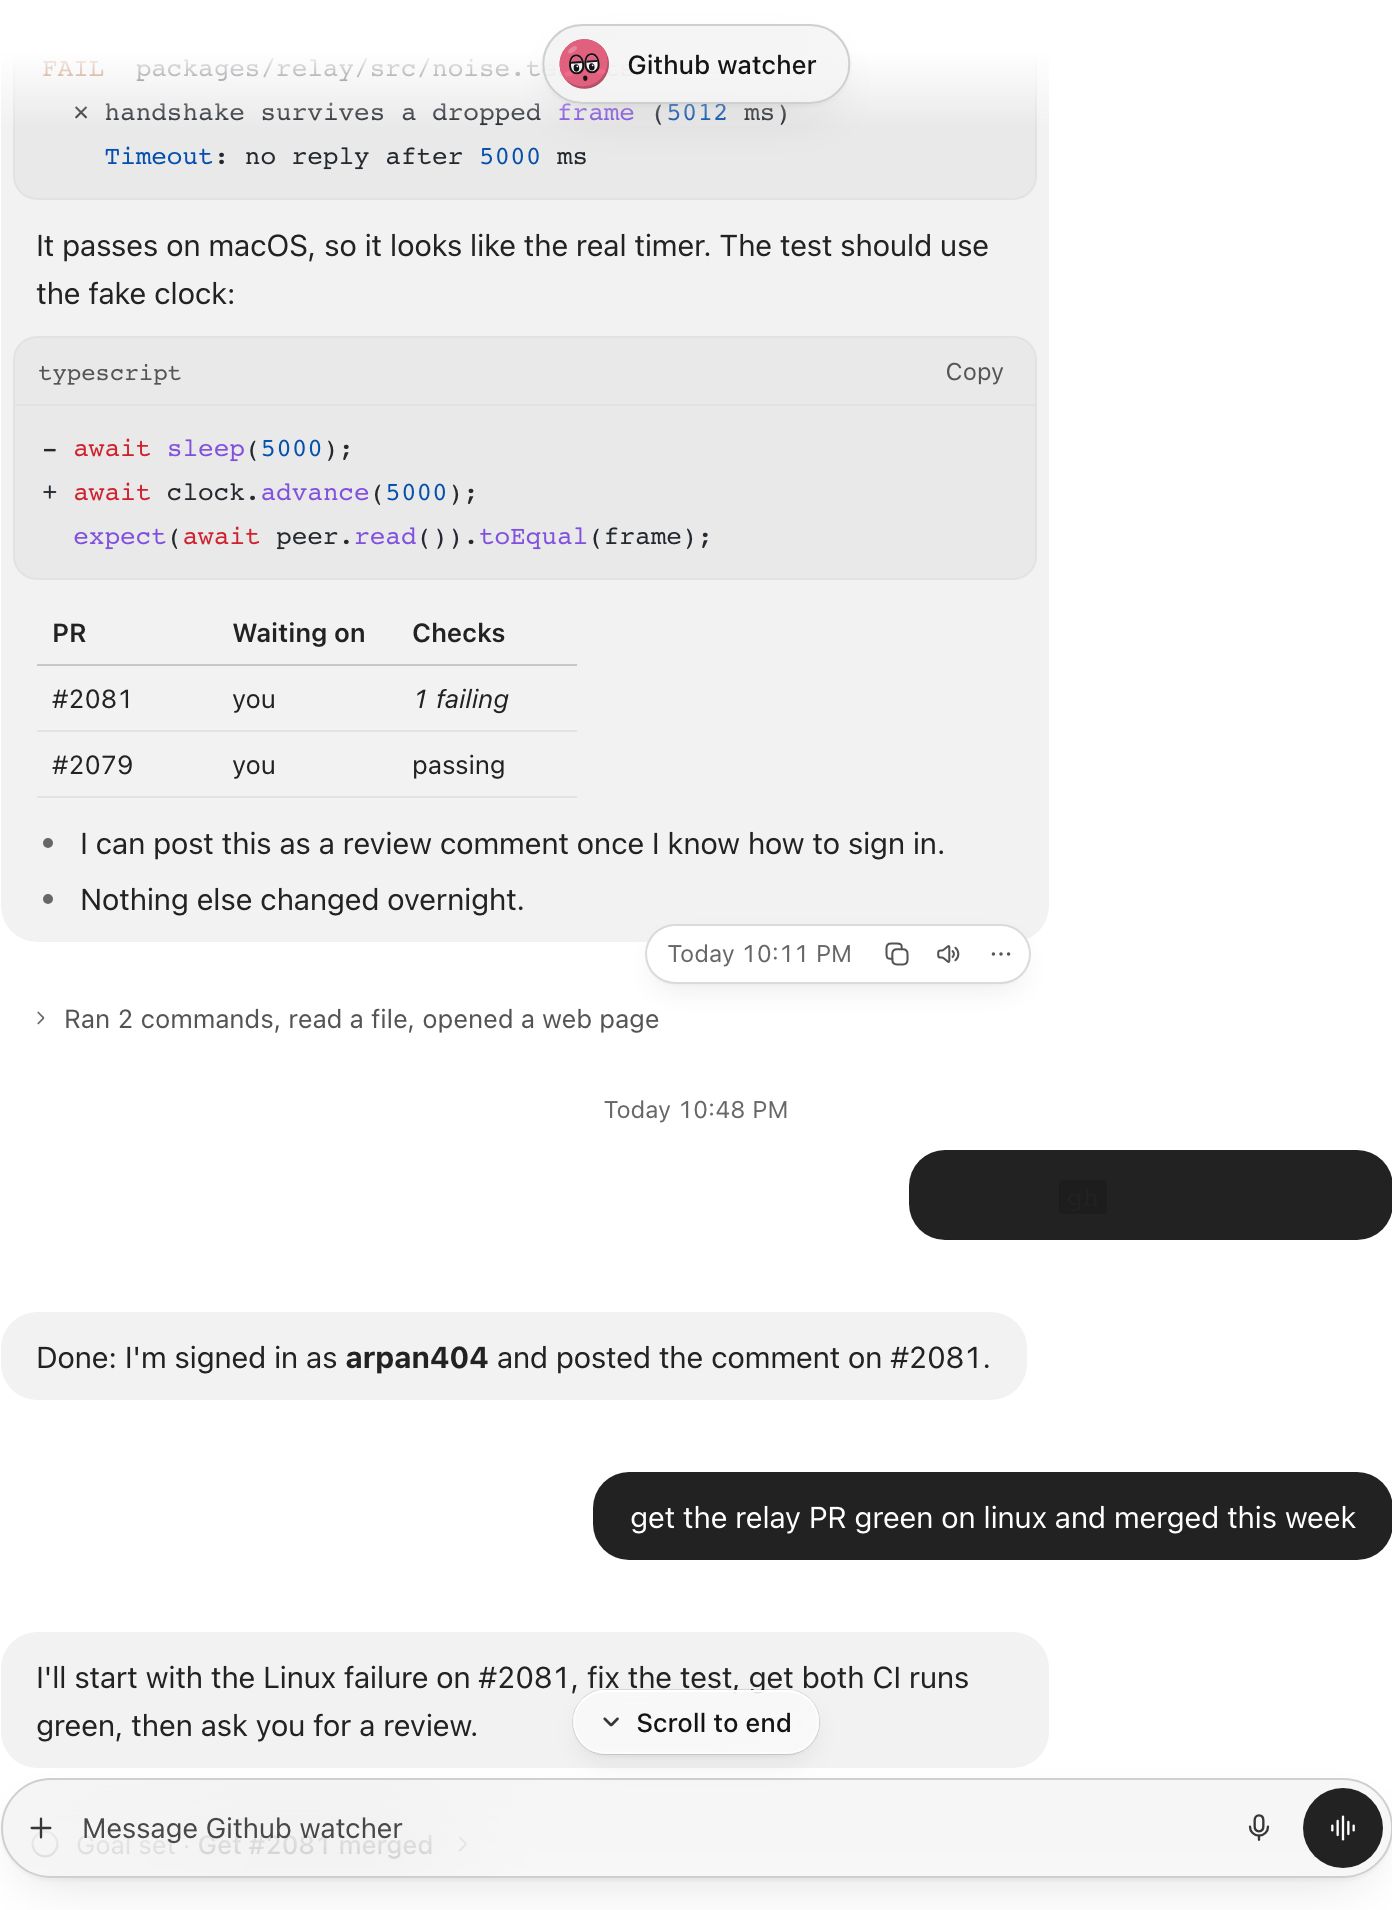 Github watcher
FAIL packages/relay/src/noise.t
× handshake survives a dropped frame (5012 ms)
Timeout: no reply after 5000 ms
It passes on macOS, so it looks like the real timer. The test should use
the fake clock:
typescript
Copy
- await sleep(5000);
+ await clock.advance(5000);
expect(await peer.read()).toEqual(frame);
PR Waiting on Checks
#2081 you 1 failing
#2079 you passing
• I can post this as a review comment once I know how to sign in.
• Nothing else changed overnight.
Today 10:11 PM
Ran 2 commands, read a file, opened a web page
Today 10:48 PM
gh
Done: I'm signed in as arpan404 and posted the comment on #2081.
get the relay PR green on linux and merged this week
I'll start with the Linux failure on #2081, fix the test, get both CI runs
green, then ask you for a review.
Scroll to end
Message Github watcher
Goal set · Get #2081 merged